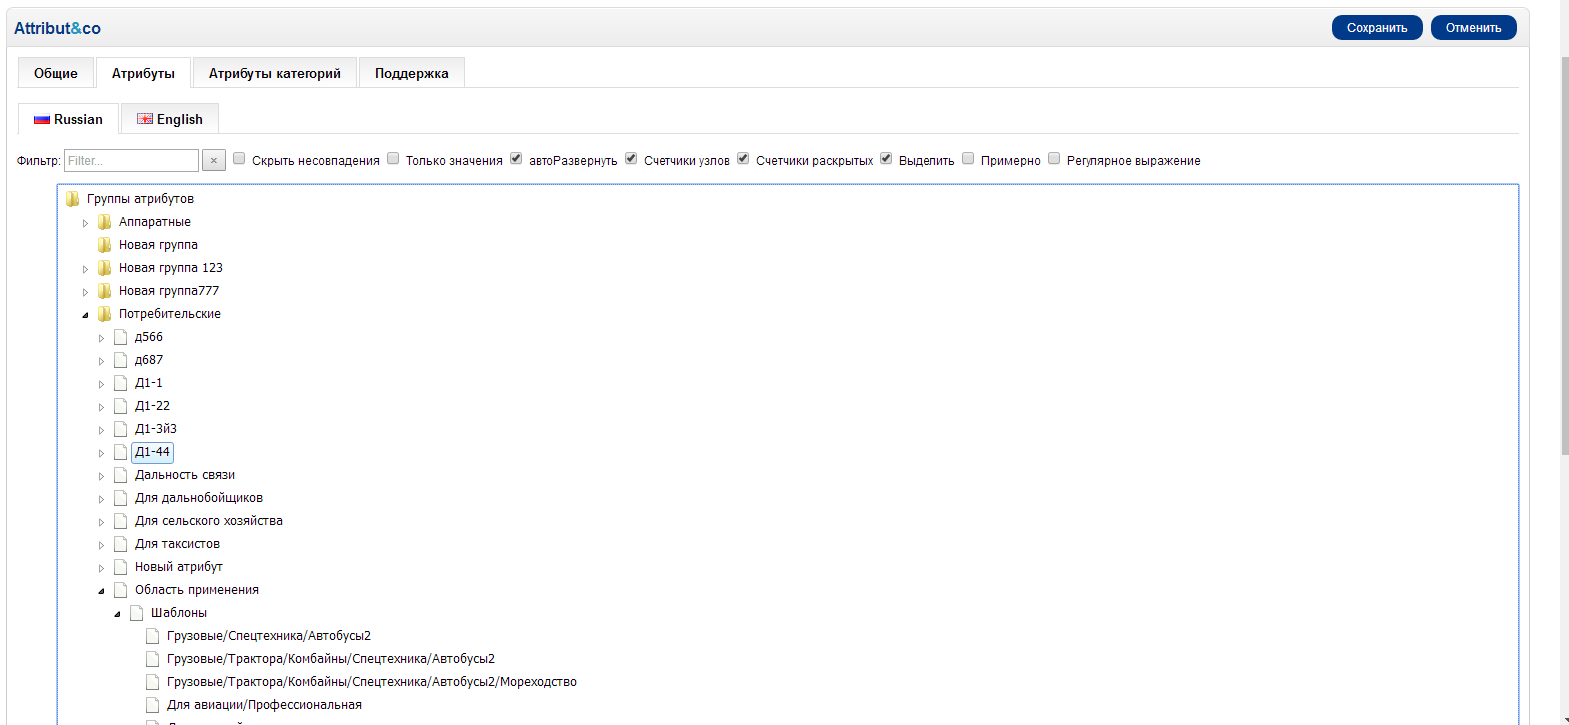 Attribut&co
Сохранить Отменить
Общие Атрибуты Атрибуты категорий Поддержка
Russian English
Фильтр: Filter... × Скрыть несовпадения Только значения автоРазвернуть Счетчики узлов Счетчики раскрытых Выделить Примерно Регулярное выражение
Группы атрибутов
Аппаратные
Новая группа
Новая группа 123
Новая группа777
Потребительские
д566
д687
Д1-1
Д1-22
Д1-3й3
Д1-44
Дальность связи
Для дальнобойщиков
Для сельского хозяйства
Для таксистов
Новый атрибут
Область применения
Шаблоны
Грузовые/Спецтехника/Автобусы2
Грузовые/Трактора/Комбайны/Спецтехника/Автобусы2
Грузовые/Трактора/Комбайны/Спецтехника/Автобусы2/Мореходство
Для авиации/Профессиональная